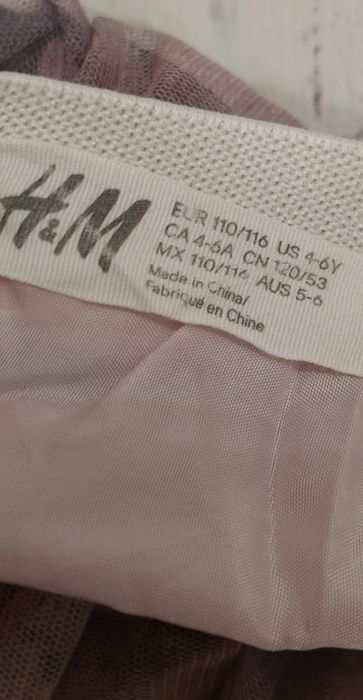 H&M
EUR 110/116 US 4-6Y
CA 4-6A CN 120/53
MX 110/116 AUS 5-6
Made in China/
Fabriqué en Chine